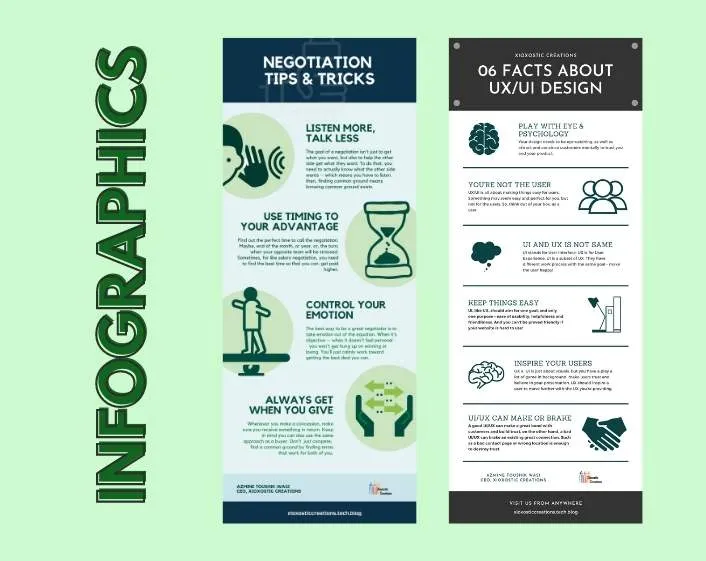 INFOGRAPHICS
NEGOTIATION
TIPS & TRICKS
LISTEN MORE,
TALK LESS
The goal of a negotiation isn't just to get
what you want, but also to help the other
side get what they want. To do that, you
need to actually know what the other side
wants — which means you have to listen.
Then, finding common ground means
knowing common ground exists.
USE TIMING TO
YOUR ADVANTAGE
Find out the perfect time to call the negotiation.
Maybe, end of the month, or year, or, the turn
when your opposite team will be stressed.
Sometimes, for like salary negotiation, you need
to find the best time so that you can get paid
higher.
CONTROL YOUR
EMOTION
The best way to be a great negotiator is to
take emotion out of the equation. When it's
objective — when it doesn't feel personal
you won't get hung up on winning or
losing. You'll just calmly work toward
getting the best deal you can.
ALWAYS GET
WHEN YOU GIVE
Whenever you make a concession, make
sure you receive something in return. Keep
in mind you can also use the same
approach as a buyer. Don't just compete,
find a common ground by finding terms
that work for both of you.
AZMINE TOUSHIK WASI
CEO, XIOXOSTIC CREATIONS
Xioxostic
Creations
xioxosticcreations.tech.blog
XIOXOSTIC CREATIONS
06 FACTS ABOUT
UX/UI DESIGN
PLAY WITH EYE &
PSYCHOLOGY
Your design needs to be eye-catching, as well as
attract and convince customers mentally to trust you
and your product.
YOU'RE NOT THE USER
UX/UI is all about making things easy for users.
Something may seem easy and perfect for you, but
not for the users. So, think out of your box, as a
user.
UI AND UX IS NOT SAME
UI stands for User Interface. UX is for User
Experience. UI is a subset of UX. They have
different work process with the same goal - make
the user happy!
KEEP THINGS EASY
UI, like UX, should aim for one goal, and only
one purpose - ease of usability, helpfulness and
friendliness. And you can't be proved friendly if
your website is hard to use!
INSPIRE YOUR USERS
UX & UI is just about visuals, but you have a play a
lot of game in background, make users trust and
believe in your presentation. UX should inspire a
user to move further with the UX you're providing.
UI/UX CAN MAKE OR BRAKE
A good UI/UX can make a great bond with
customers and build trust, on the other hand, a bad
UI/UX can brake an existing great connection. Such
as a bad contact page or wrong location is enough
to destroy trust.
AZMINE TOUSHIK WASI
CEO, XIOXOSTIC CREATIONS
Xioxostic
Creations
VISIT US FROM ANYWHERE
xioxosticcreations.tech.blog